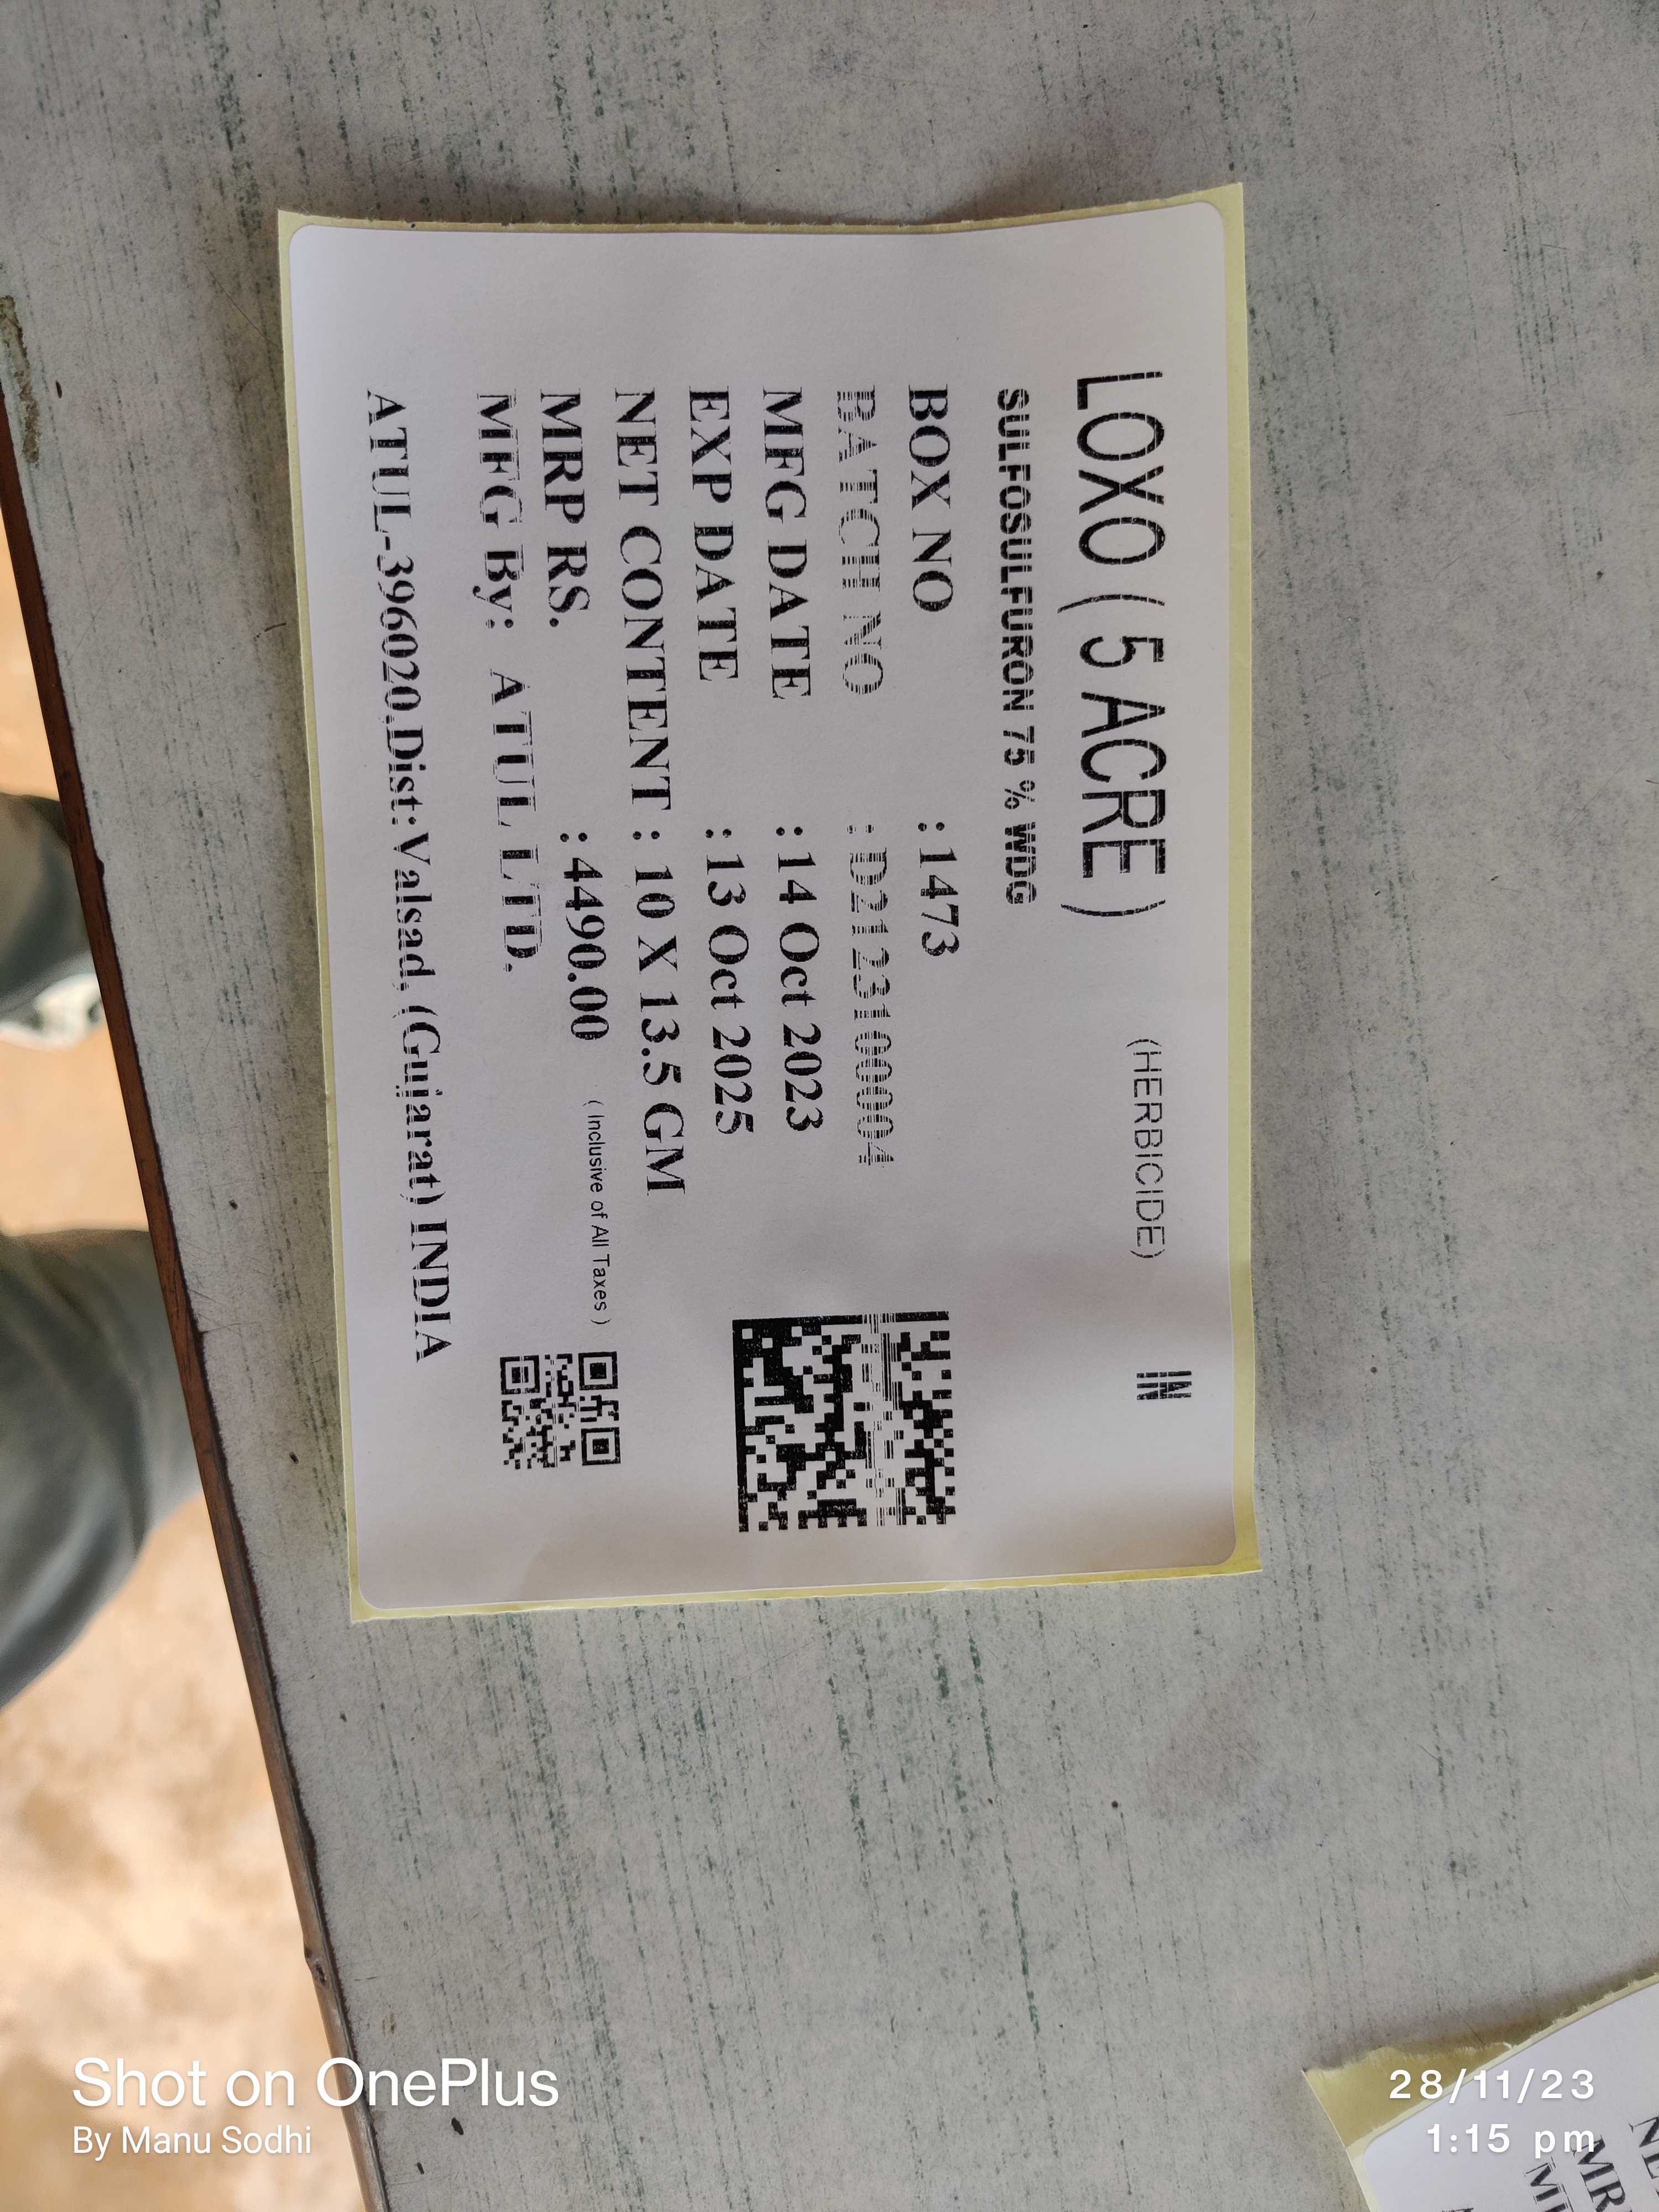 LOXO ( 5 ACRE ) (HERBICIDE) IN
SULFOSULFURON 75 % WDG
BOX NO : 1473
BATCH NO : D212310004
MFG DATE : 14 Oct 2023
EXP DATE : 13 Oct 2025
NET CONTENT : 10 X 13.5 GM
MRP RS. : 4490.00 ( Inclusive of All Taxes )
MFG By: ATUL LTD.
ATUL-396020,Dist:Valsad, (Gujarat) INDIA
Shot on OnePlus
By Manu Sodhi
28/11/23
1:15 pm